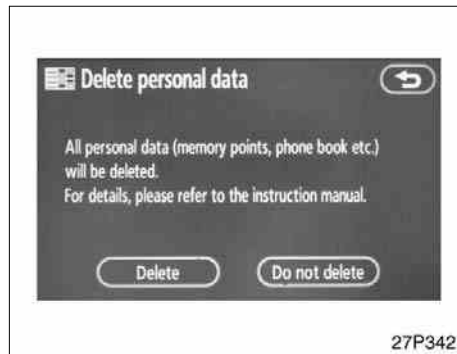 Delete personal data
All personal data (memory points, phone book etc.)
will be deleted.
For details, please refer to the instruction manual.
Delete
Do not delete
27P342